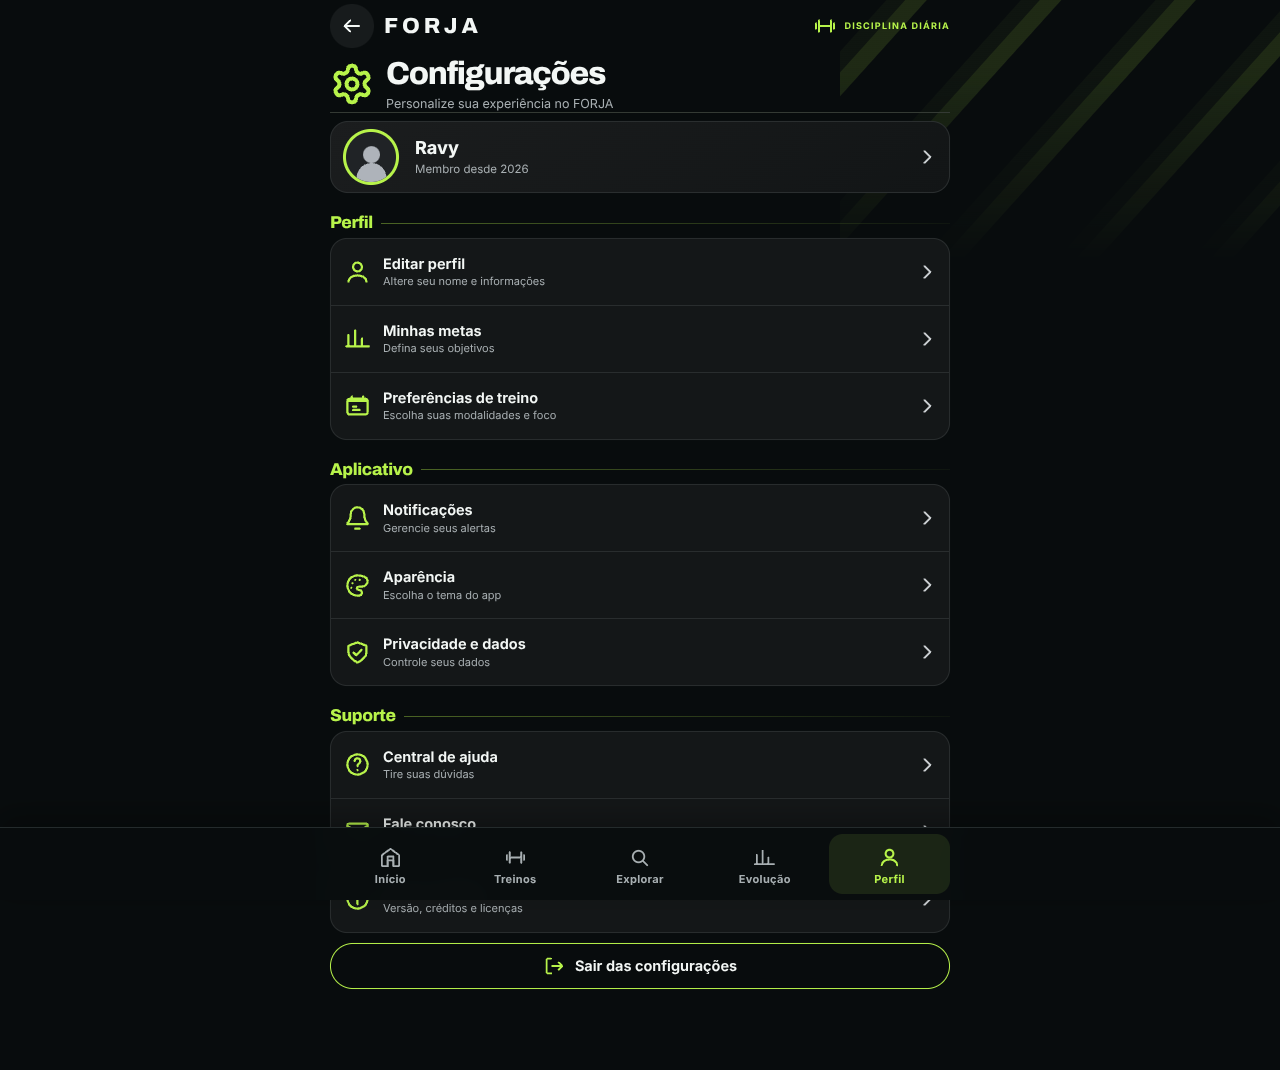 FORJA
DISCIPLINA DIÁRIA
Configurações
Personalize sua experiência no FORJA
Ravy
Membro desde 2026
Perfil
Editar perfil
Altere seu nome e informações
Minhas metas
Defina seus objetivos
Preferências de treino
Escolha suas modalidades e foco
Aplicativo
Notificações
Gerencie seus alertas
Aparência
Escolha o tema do app
Privacidade e dados
Controle seus dados
Suporte
Central de ajuda
Tire suas dúvidas
Fale conosco
Início
Treinos
Explorar
Evolução
Perfil
Versão, créditos e licenças
Sair das configurações